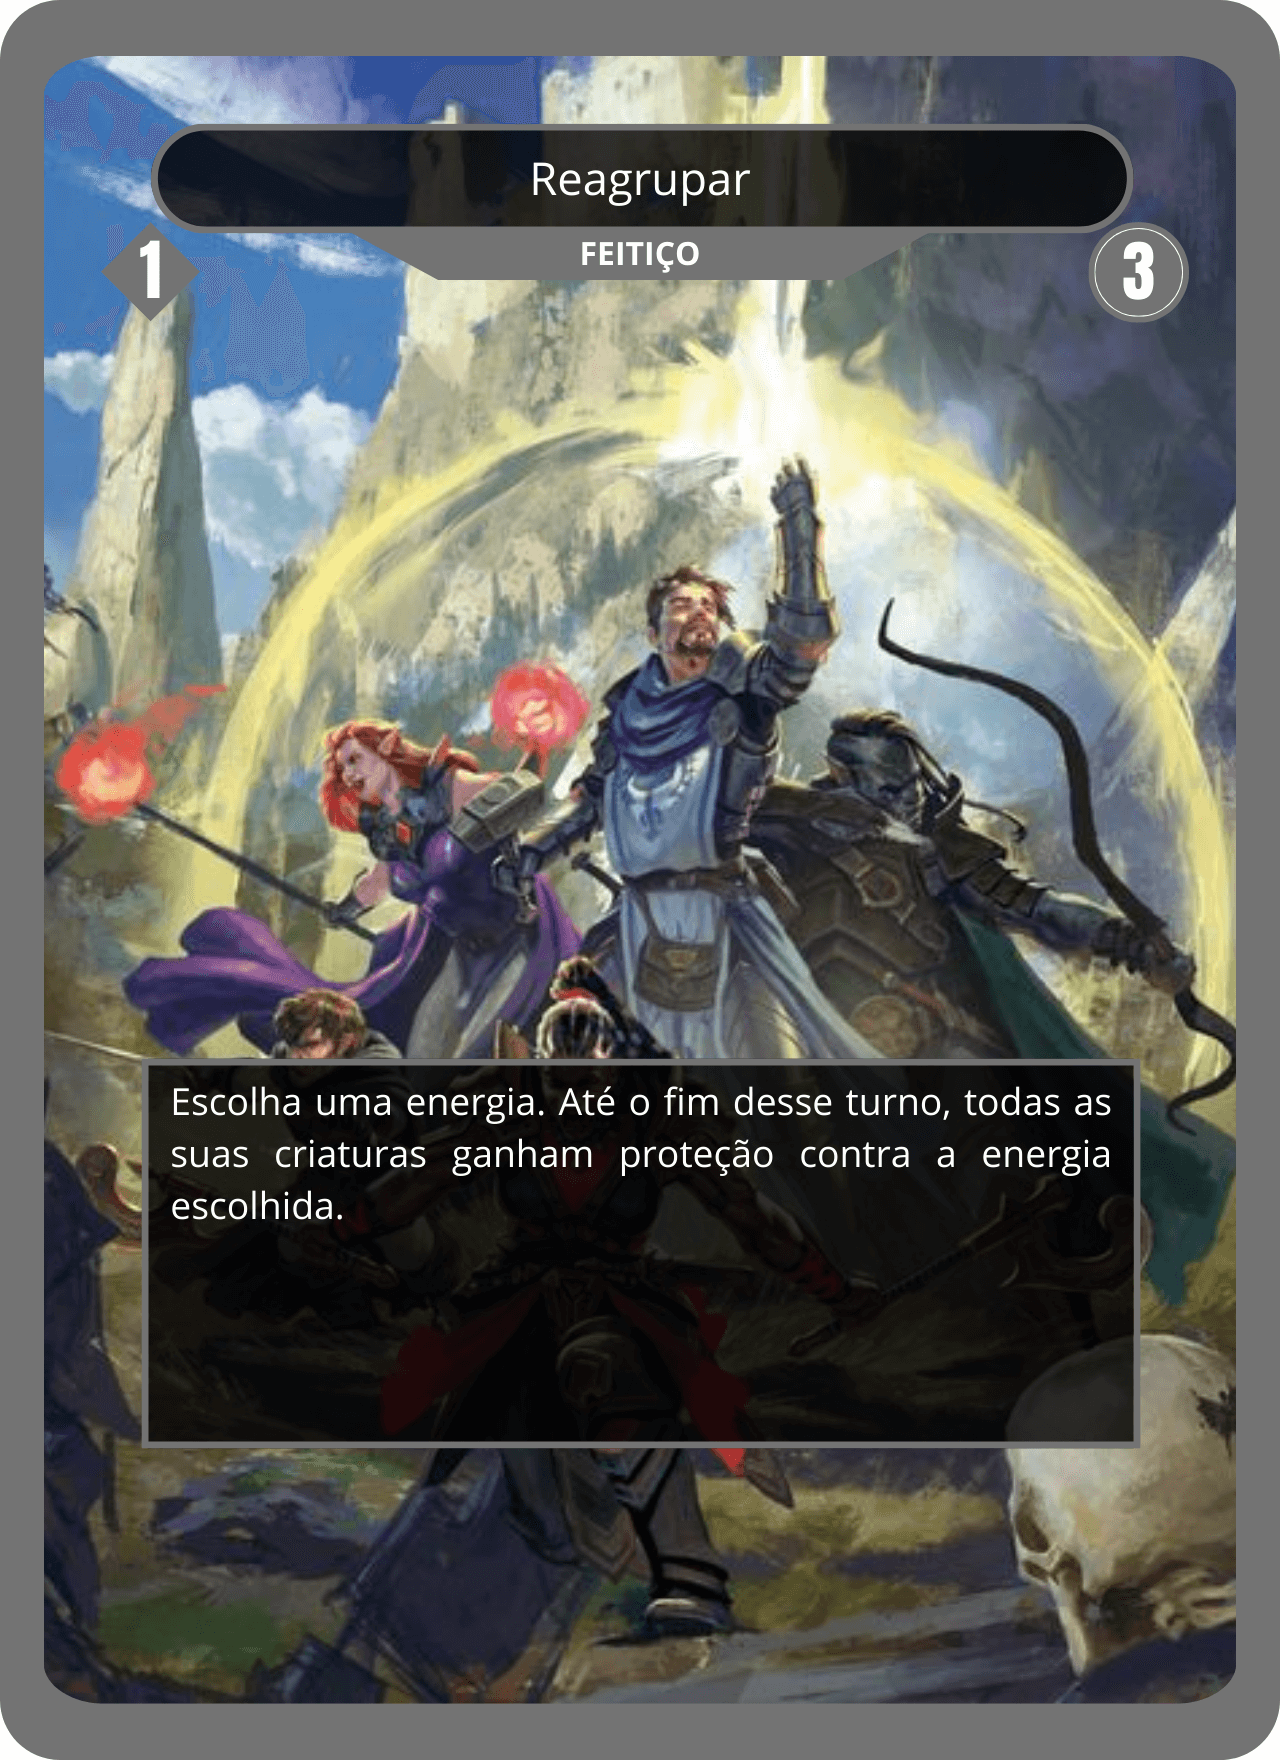 Reagrupar
FEITIÇO
1
3
Escolha uma energia. Até o fim desse turno, todas as
suas criaturas ganham proteção contra a energia
escolhida.